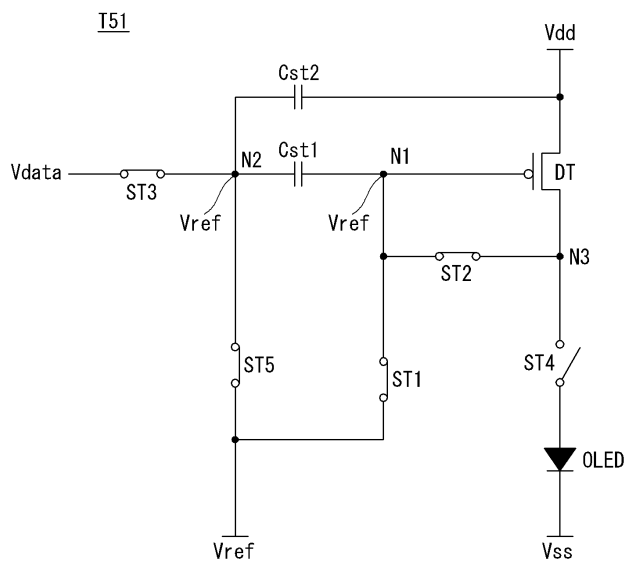 T51
Vdd
Cst2
Vdata
ST3
N2
Cst1
N1
DT
Vref
Vref
ST2
N3
ST5
ST1
ST4
OLED
Vref
Vss